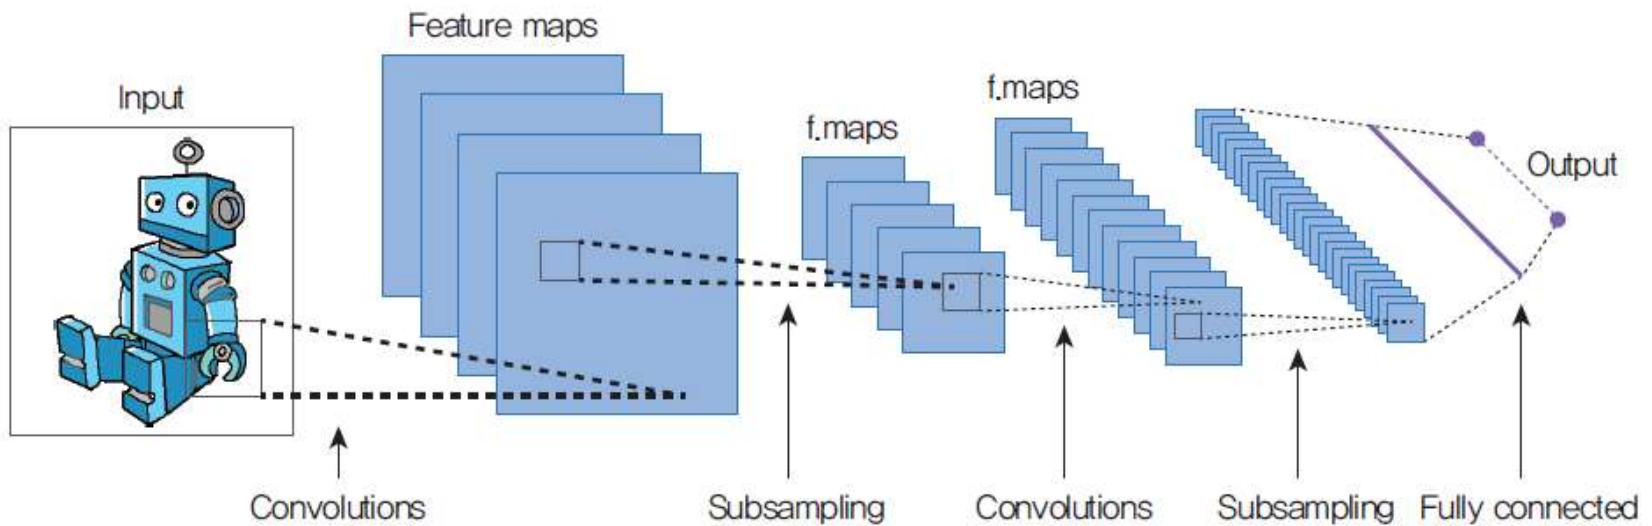 Feature maps
Input
f.maps
f.maps
Output
Convolutions
Subsampling
Convolutions
Subsampling
Fully connected